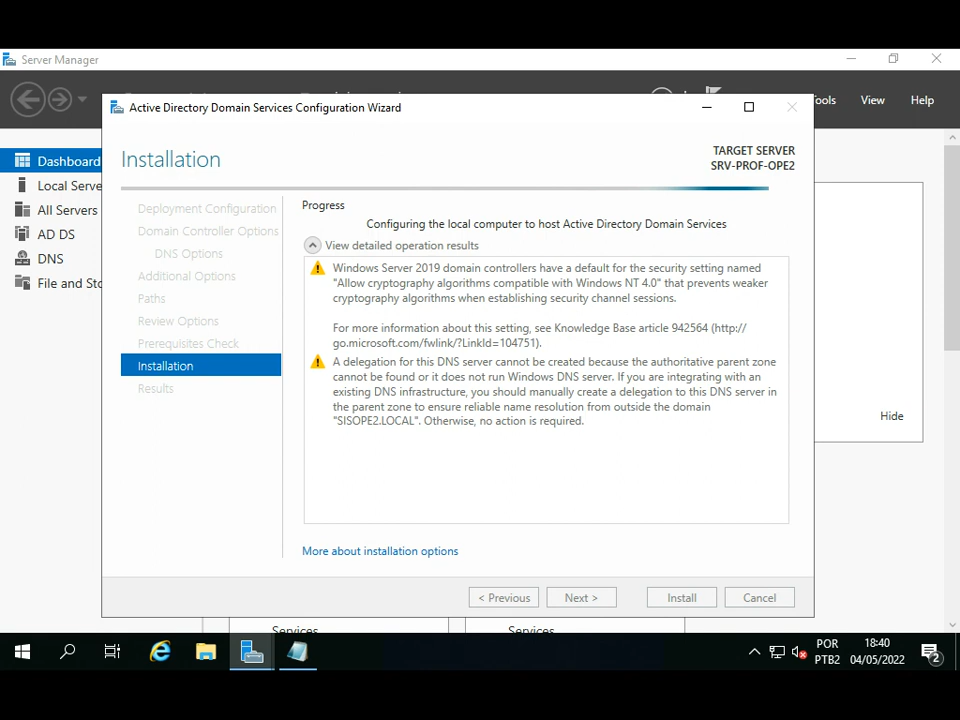 Server Manager
Tools
View
Help
Active Directory Domain Services Configuration Wizard
Dashboard
Local Serve
All Servers
AD DS
DNS
File and Sto
Installation
TARGET SERVER
SRV-PROF-OPE2
Deployment Configuration
Domain Controller Options
DNS Options
Additional Options
Paths
Review Options
Prerequisites Check
Installation
Results
Progress
Configuring the local computer to host Active Directory Domain Services
View detailed operation results
Windows Server 2019 domain controllers have a default for the security setting named
"Allow cryptography algorithms compatible with Windows NT 4.0" that prevents weaker
cryptography algorithms when establishing security channel sessions.
For more information about this setting, see Knowledge Base article 942564 (http://
go.microsoft.com/fwlink/?LinkId=104751).
A delegation for this DNS server cannot be created because the authoritative parent zone
cannot be found or it does not run Windows DNS server. If you are integrating with an
existing DNS infrastructure, you should manually create a delegation to this DNS server in
the parent zone to ensure reliable name resolution from outside the domain
"SISOPE2.LOCAL". Otherwise, no action is required.
Hide
More about installation options
< Previous
Next >
Install
Cancel
Services
Services
POR
PTB2
18:40
04/05/2022
2